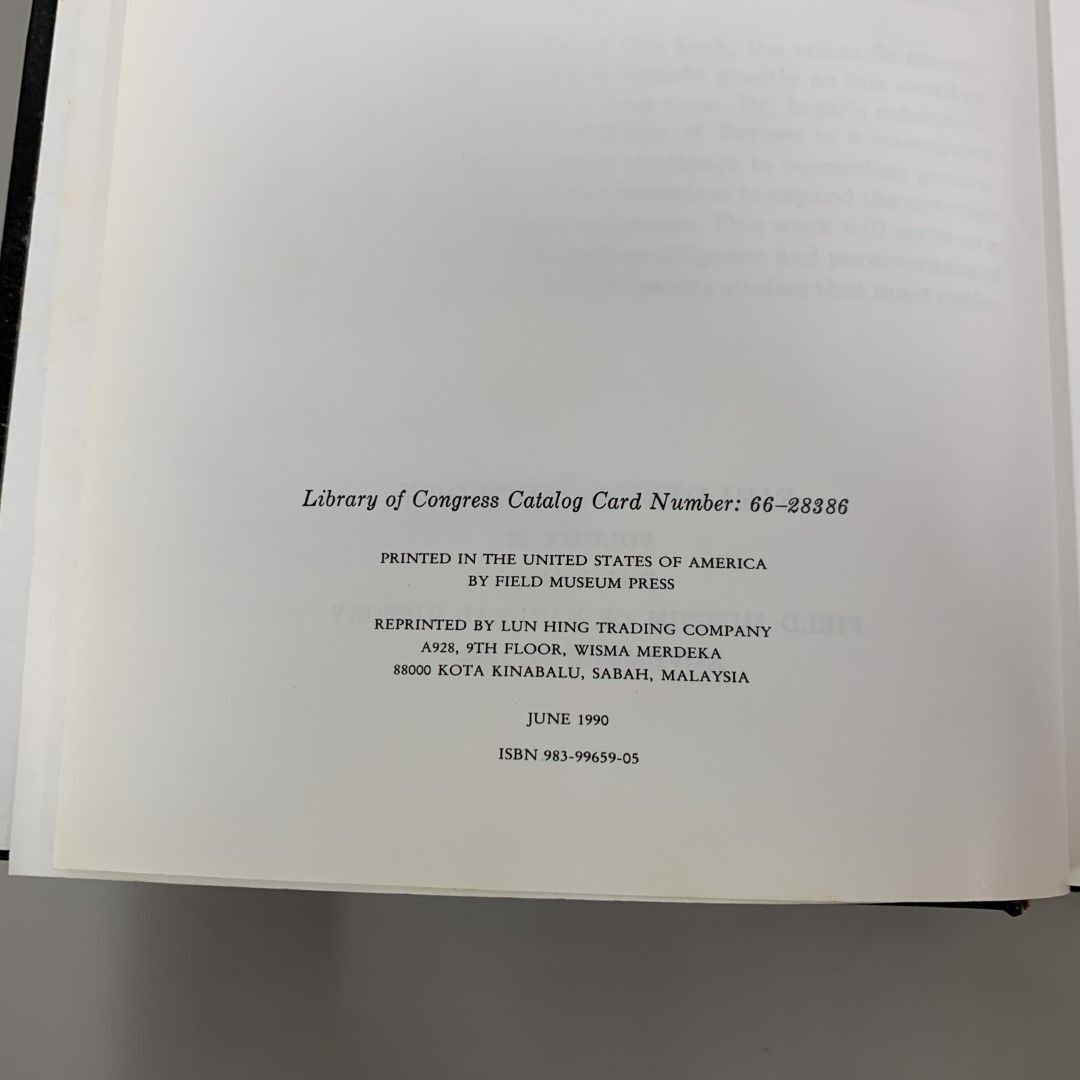 Library of Congress Catalog Card Number: 66–28386
PRINTED IN THE UNITED STATES OF AMERICA
BY FIELD MUSEUM PRESS
REPRINTED BY LUN HING TRADING COMPANY
A928, 9TH FLOOR, WISMA MERDEKA
88000 KOTA KINABALU, SABAH, MALAYSIA
JUNE 1990
ISBN 983-99659-05